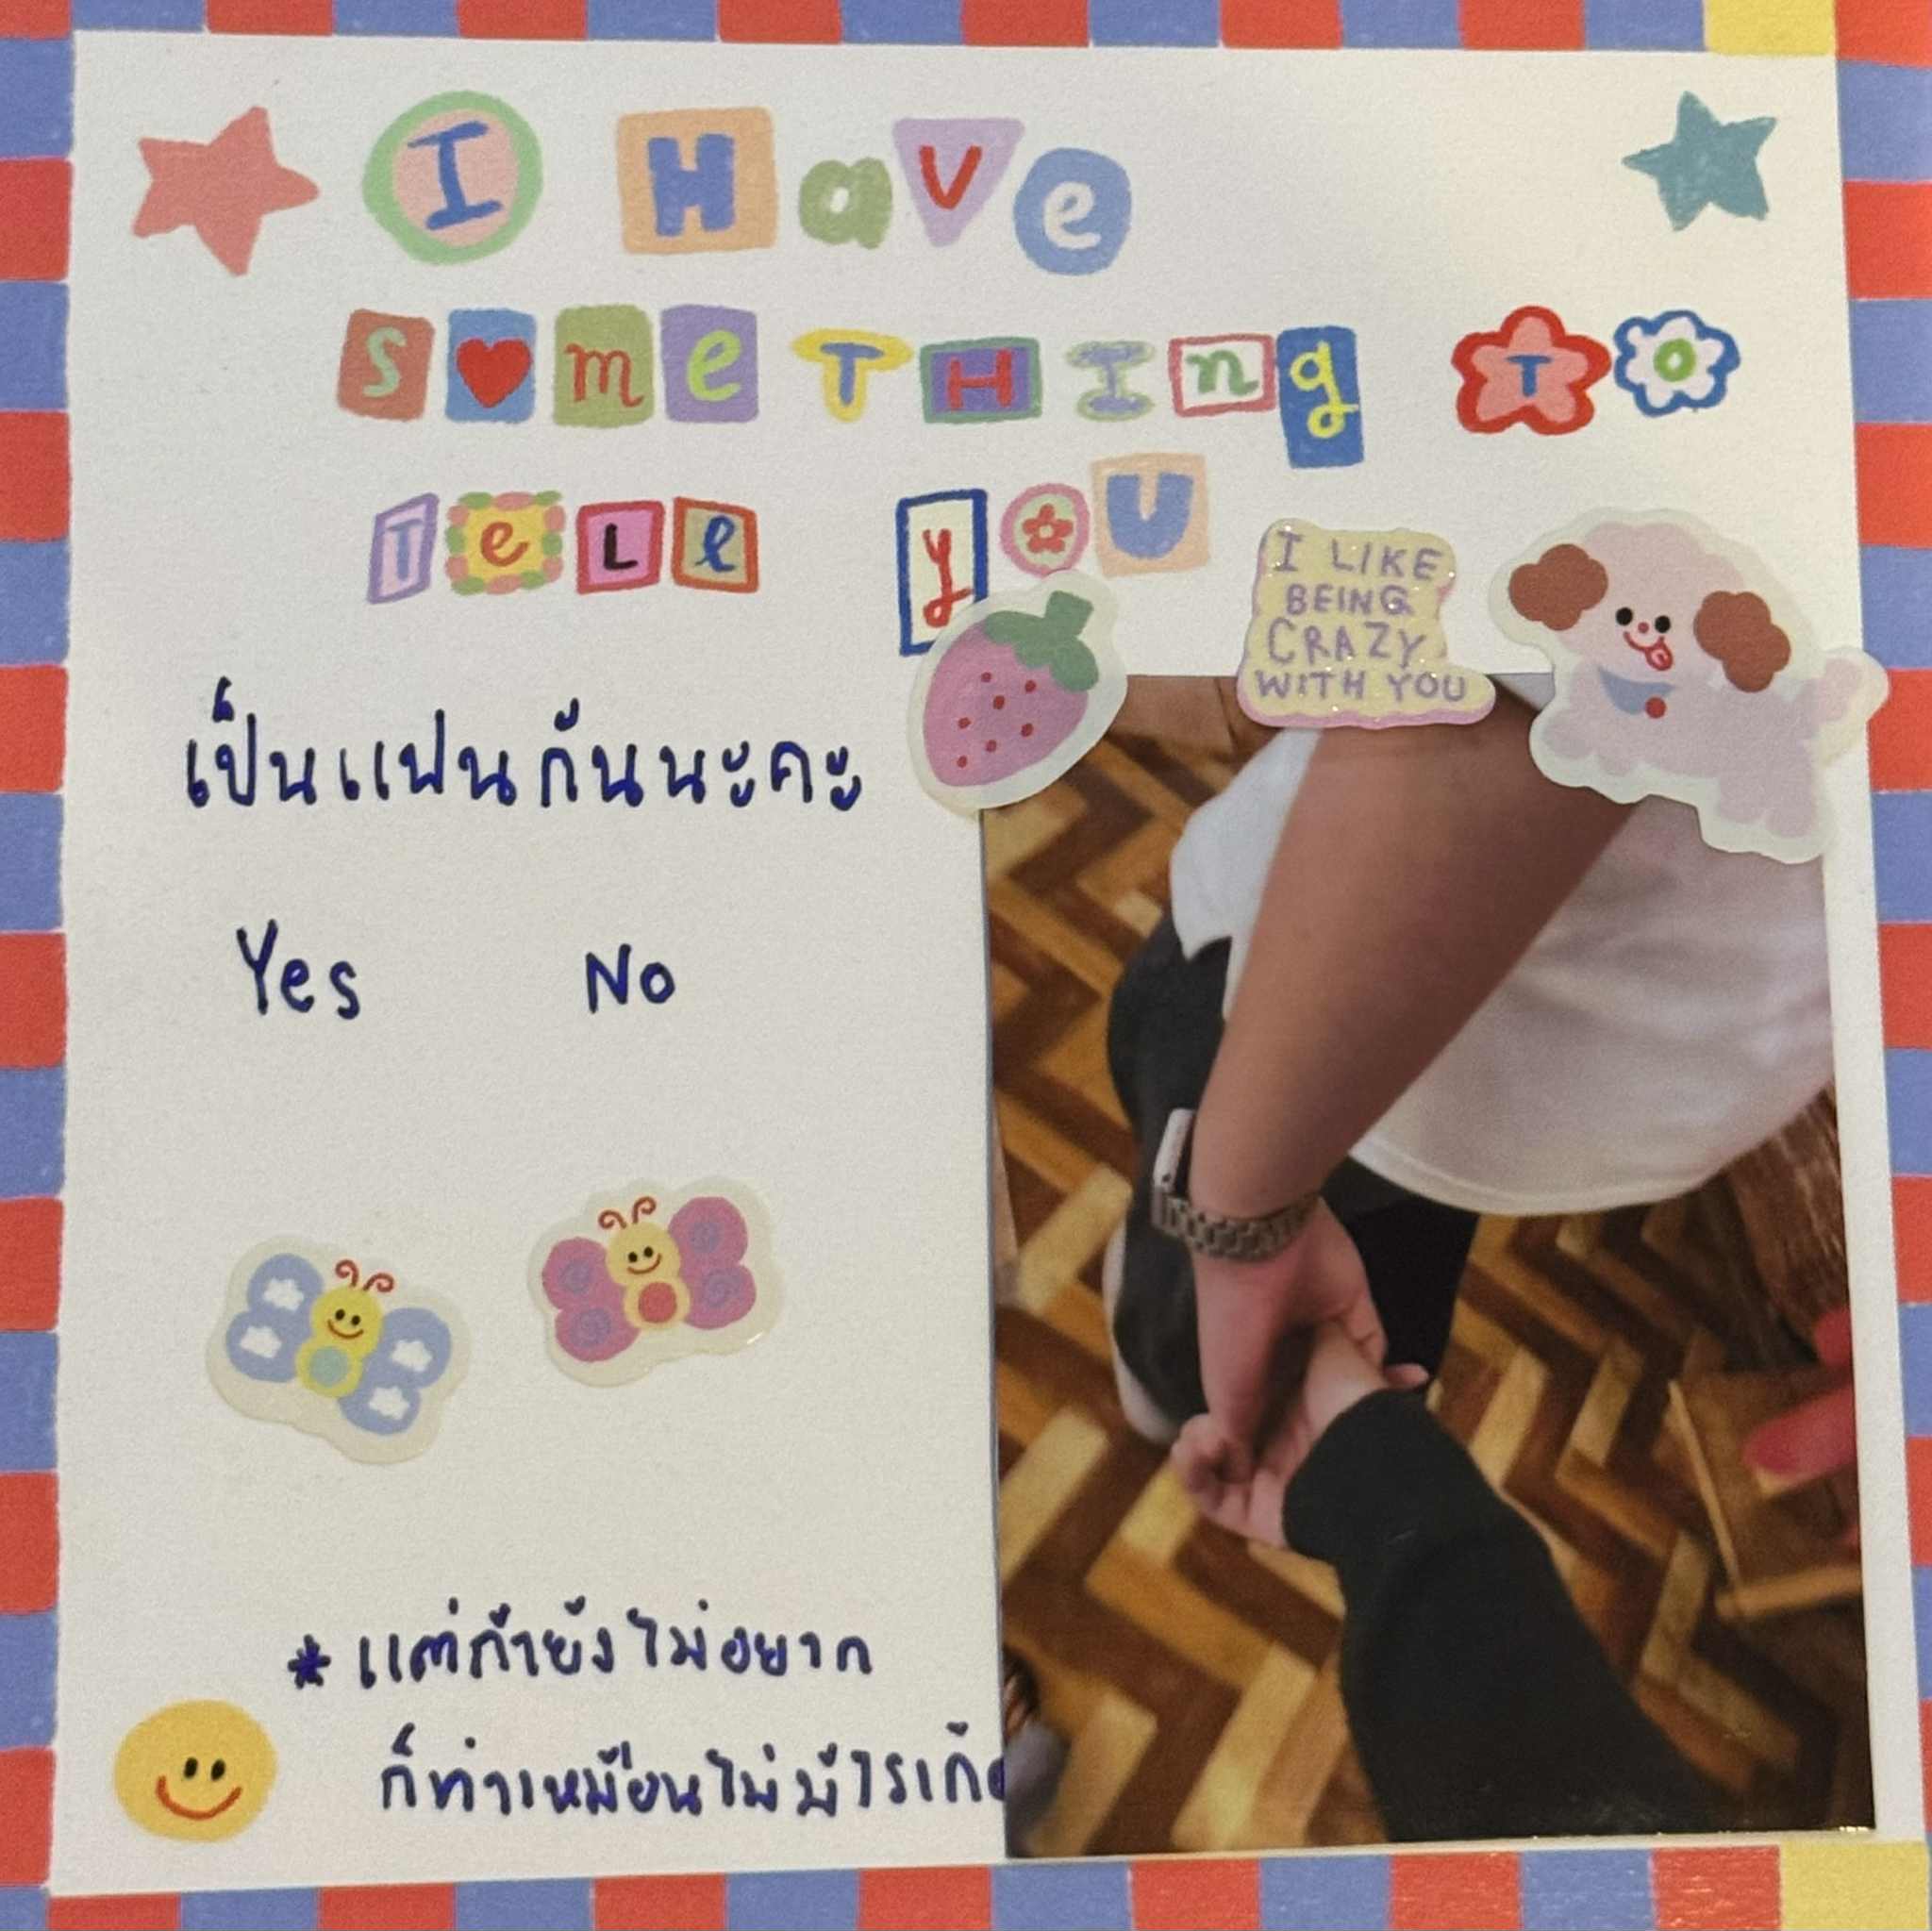 I Have
S♥meTHIng TO
TeLl yOU
I LIKE
BEING
CRAZY
WITH YOU
เป็นแฟนกันนะคะ
Yes No
* แต่ถ้ายังไม่อยาก
ก็ทำเหมือนไม่มีไร